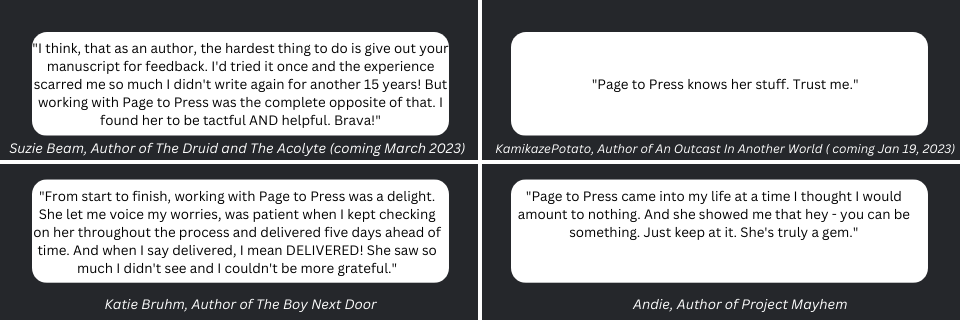 "I think, that as an author, the hardest thing to do is give out your
manuscript for feedback. I'd tried it once and the experience
scarred me so much I didn't write again for another 15 years! But
working with Page to Press was the complete opposite of that. I
found her to be tactful AND helpful. Brava!"
Suzie Beam, Author of The Druid and The Acolyte (coming March 2023)
"Page to Press knows her stuff. Trust me."
KamikazePotato, Author of An Outcast In Another World ( coming Jan 19, 2023)
"From start to finish, working with Page to Press was a delight.
She let me voice my worries, was patient when I kept checking
on her throughout the process and delivered five days ahead of
time. And when I say delivered, I mean DELIVERED! She saw so
much I didn't see and I couldn't be more grateful."
Katie Bruhm, Author of The Boy Next Door
"Page to Press came into my life at a time I thought I would
amount to nothing. And she showed me that hey - you can be
something. Just keep at it. She's truly a gem."
Andie, Author of Project Mayhem